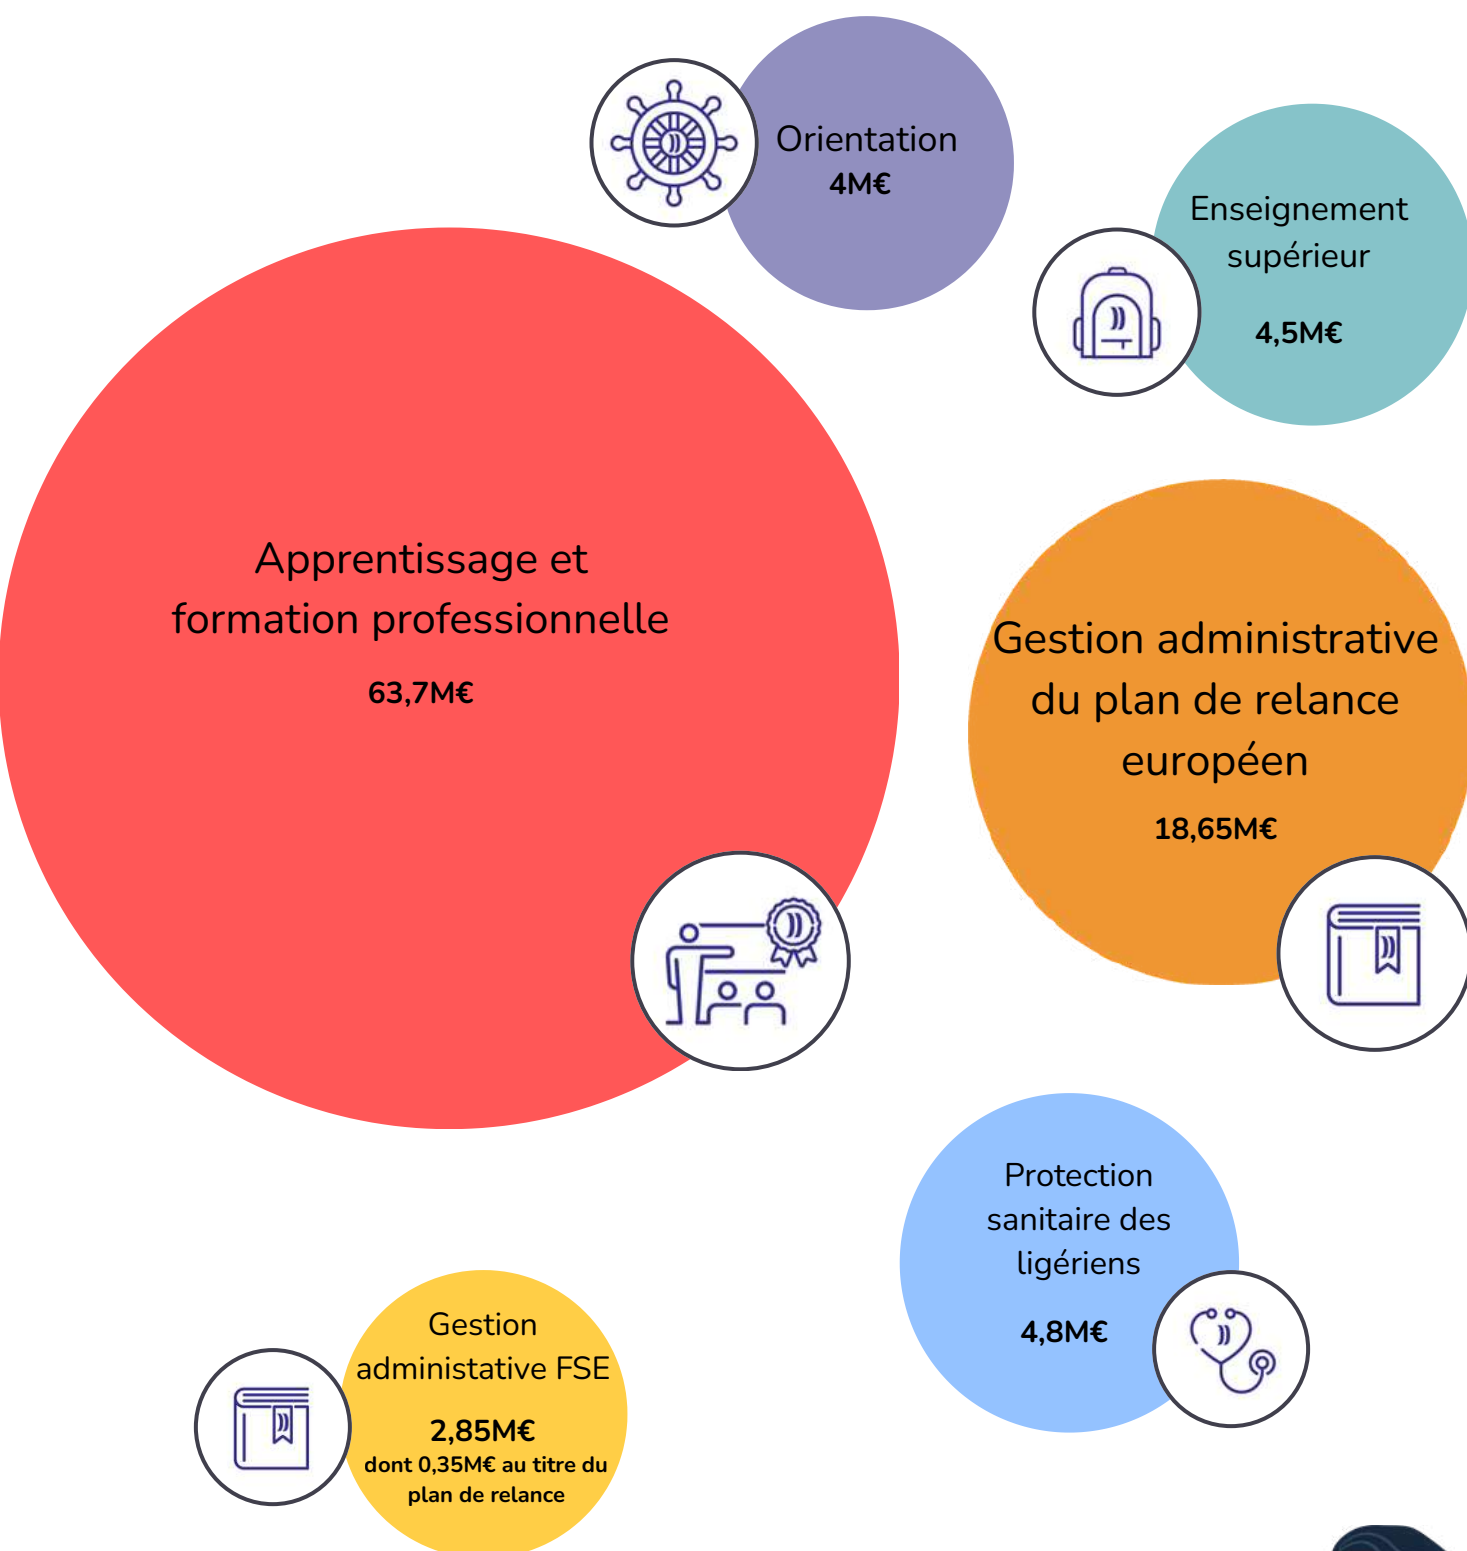 Orientation
4M€
Enseignement
supérieur
4,5M€
Apprentissage et
formation professionnelle
63,7M€
Gestion administrative
du plan de relance
européen
18,65M€
Protection
sanitaire des
ligériens
4,8M€
Gestion
administative FSE
2,85M€
dont 0,35M€ au titre du
plan de relance